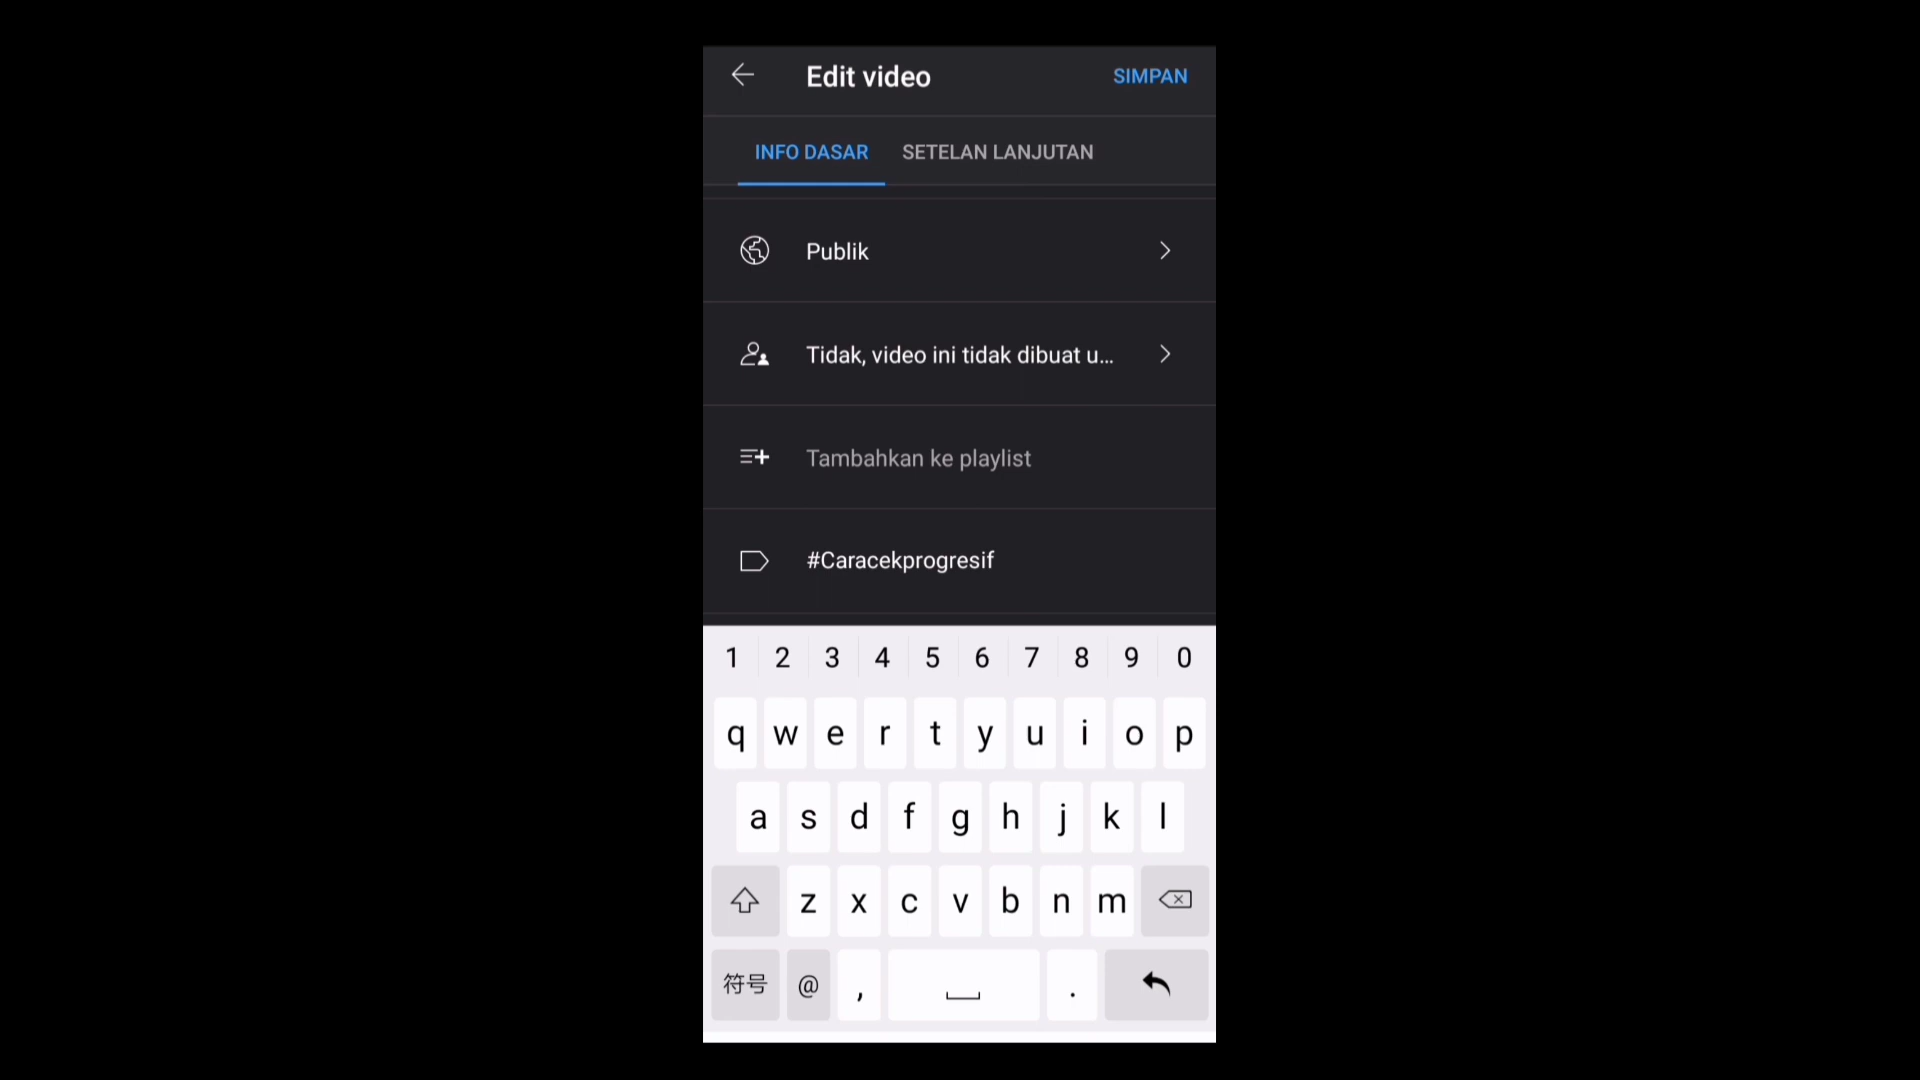 Edit video SIMPAN
INFO DASAR SETELAN LANJUTAN
Publik
Tidak, video ini tidak dibuat u...
Tambahkan ke playlist
#Caracekprogresif
1 2 3 4 5 6 7 8 9 0
q w e r t y u i o p
a s d f g h j k l
z x c v b n m
符号 @ , .